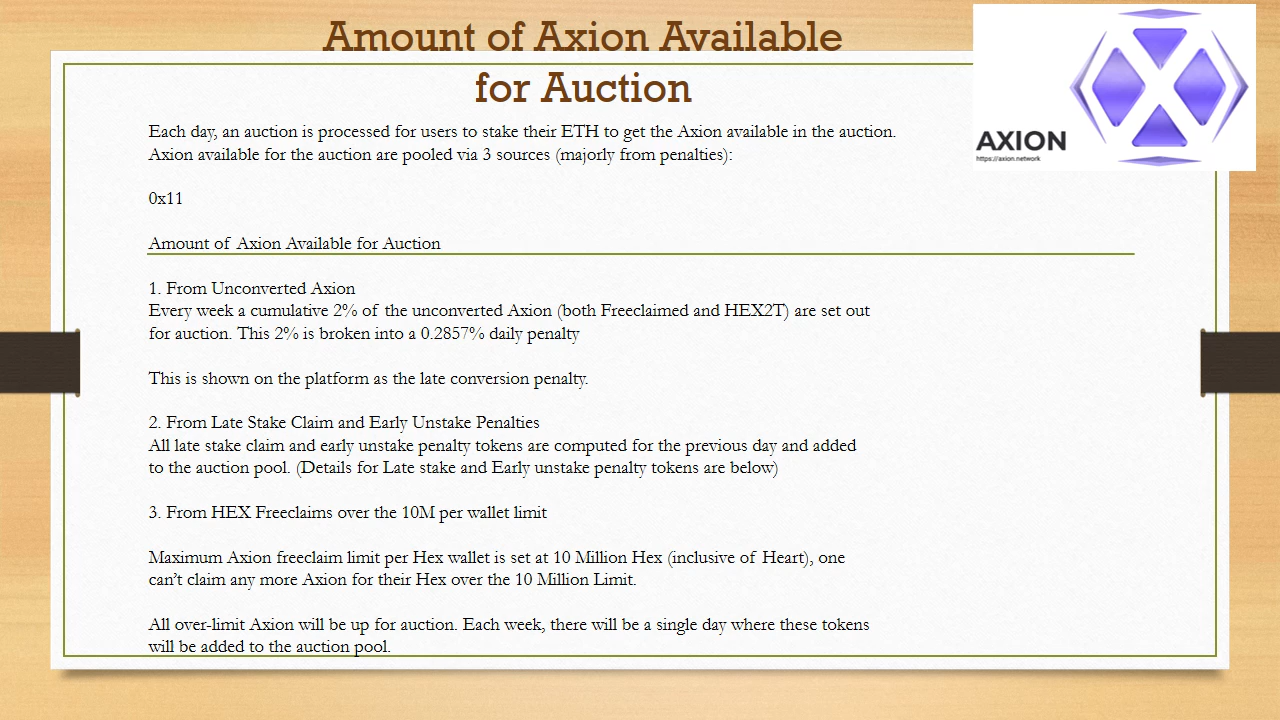 Amount of Axion Available
for Auction
AXION
https://axion.network
Each day, an auction is processed for users to stake their ETH to get the Axion available in the auction.
Axion available for the auction are pooled via 3 sources (majorly from penalties):
0x11
Amount of Axion Available for Auction
1. From Unconverted Axion
Every week a cumulative 2% of the unconverted Axion (both Freeclaimed and HEX2T) are set out
for auction. This 2% is broken into a 0.2857% daily penalty
This is shown on the platform as the late conversion penalty.
2. From Late Stake Claim and Early Unstake Penalties
All late stake claim and early unstake penalty tokens are computed for the previous day and added
to the auction pool. (Details for Late stake and Early unstake penalty tokens are below)
3. From HEX Freeclaims over the 10M per wallet limit
Maximum Axion freeclaim limit per Hex wallet is set at 10 Million Hex (inclusive of Heart), one
can’t claim any more Axion for their Hex over the 10 Million Limit.
All over-limit Axion will be up for auction. Each week, there will be a single day where these tokens
will be added to the auction pool.